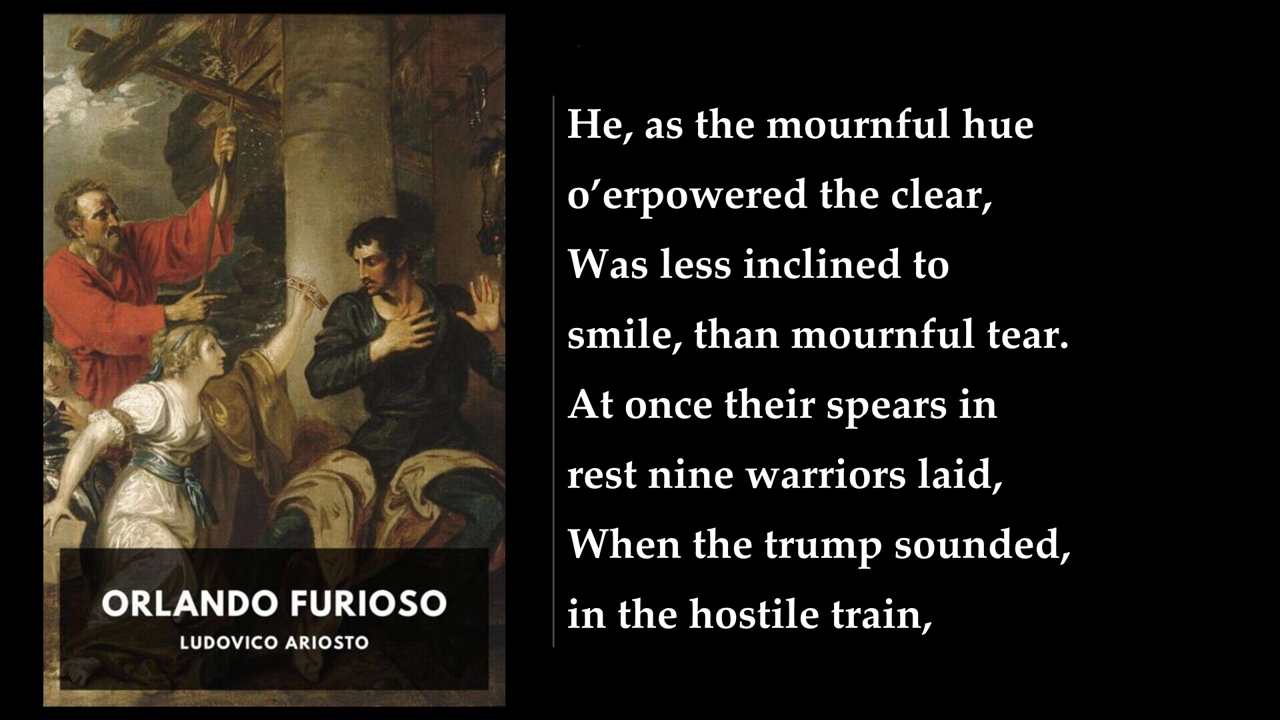 He, as the mournful hue
o’erpowered the clear,
Was less inclined to
smile, than mournful tear.
At once their spears in
rest nine warriors laid,
When the trump sounded,
in the hostile train,
ORLANDO FURIOSO
LUDOVICO ARIOSTO